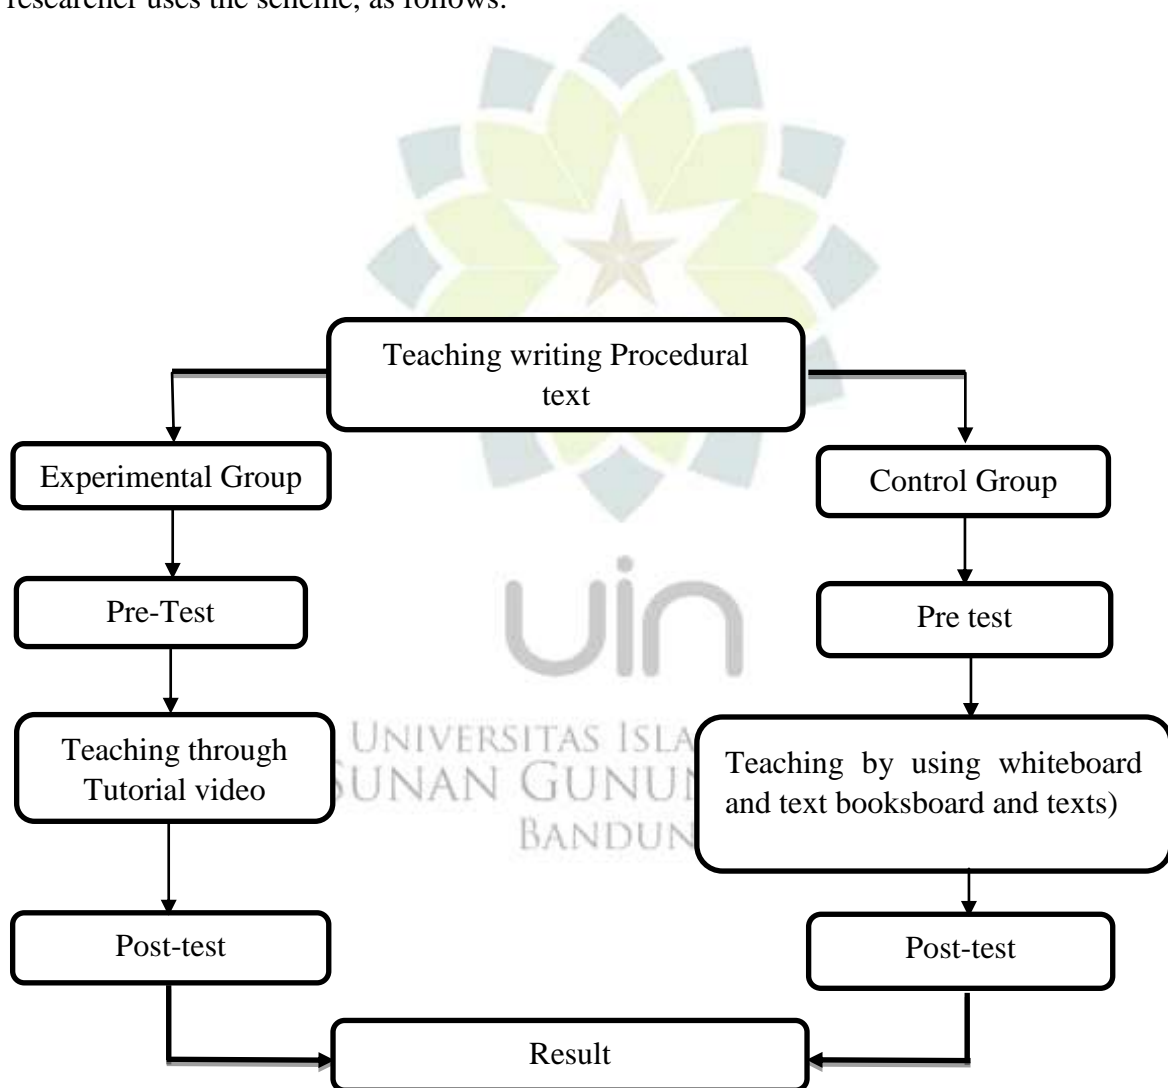 researcher uses the scheme, as follows:
Teaching writing Procedural
text
Experimental Group
Control Group
Pre-Test
Pre test
uin
UNIVERSITAS ISLA
SUNAN GUNUN
BANDUN
Teaching through
Tutorial video
Teaching by using whiteboard
and text booksboard and texts)
Post-test
Post-test
Result